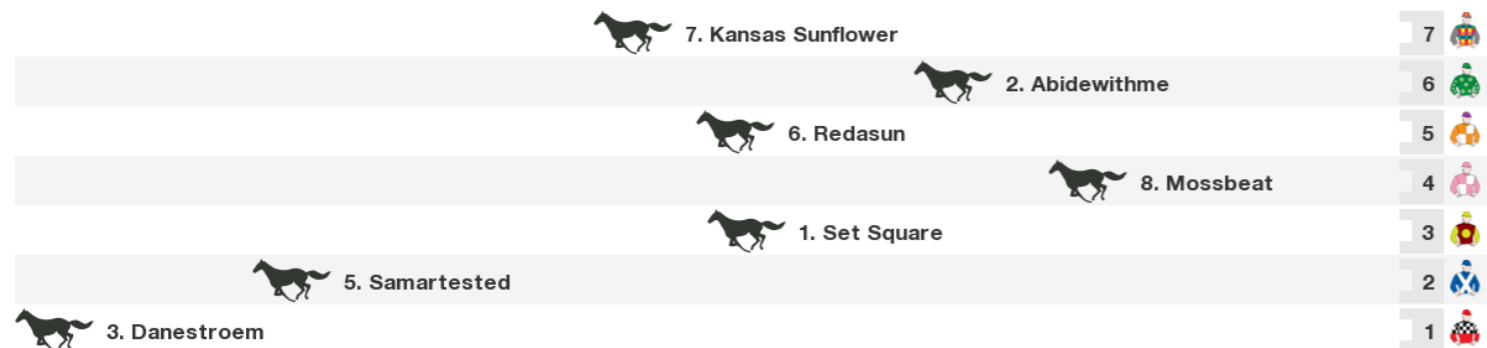 7. Kansas Sunflower 7
2. Abidewithme 6
6. Redasun 5
8. Mossbeat 4
1. Set Square 3
5. Samartested 2
3. Danestroem 1